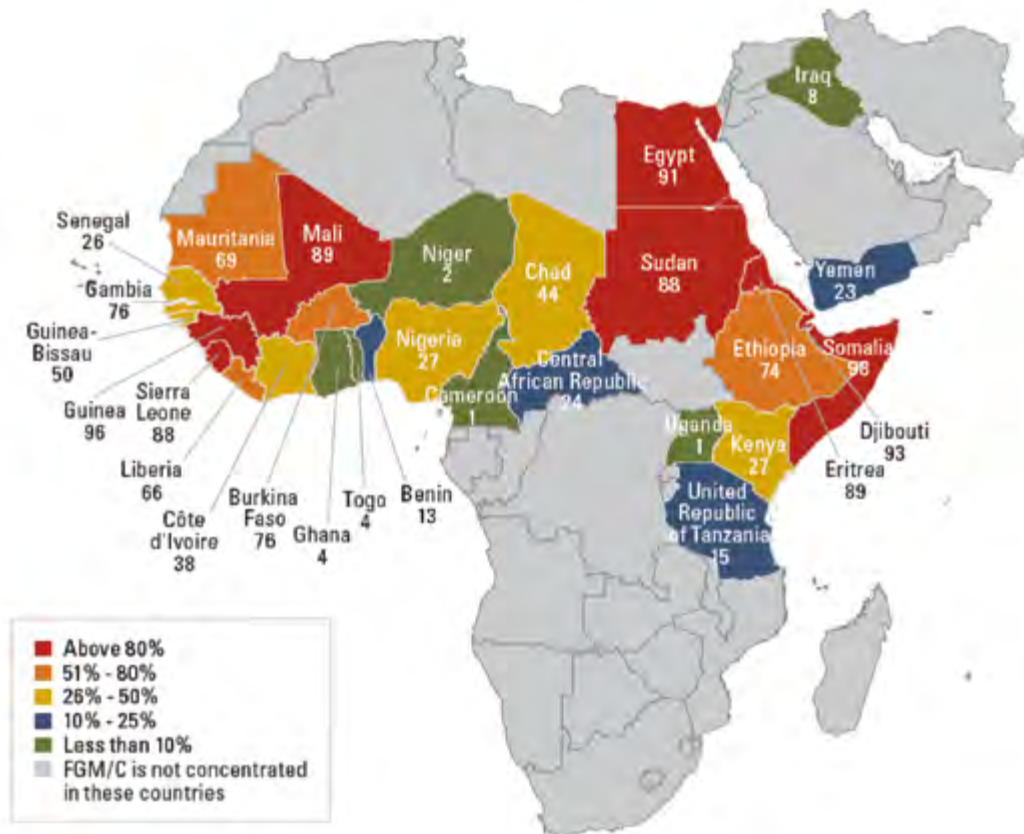 Iraq
8
Egypt
91
Senegal
26
Mauritania
69
Mali
89
Niger
2
Chad
44
Sudan
88
Yemen
23
Gambia
76
Guinea-
Bissau
50
Nigeria
27
Central
African Republic
24
Ethiopia
74
Somalia
98
Cameroon
1
Guinea
96
Sierra
Leone
88
Uganda
1
Kenya
27
Djibouti
93
Eritrea
89
Liberia
66
Côte
d'Ivoire
38
Burkina
Faso
76
Ghana
4
Togo
4
Benin
13
United
Republic
of Tanzania
15
Above 80%
51% - 80%
26% - 50%
10% - 25%
Less than 10%
FGM/C is not concentrated
in these countries